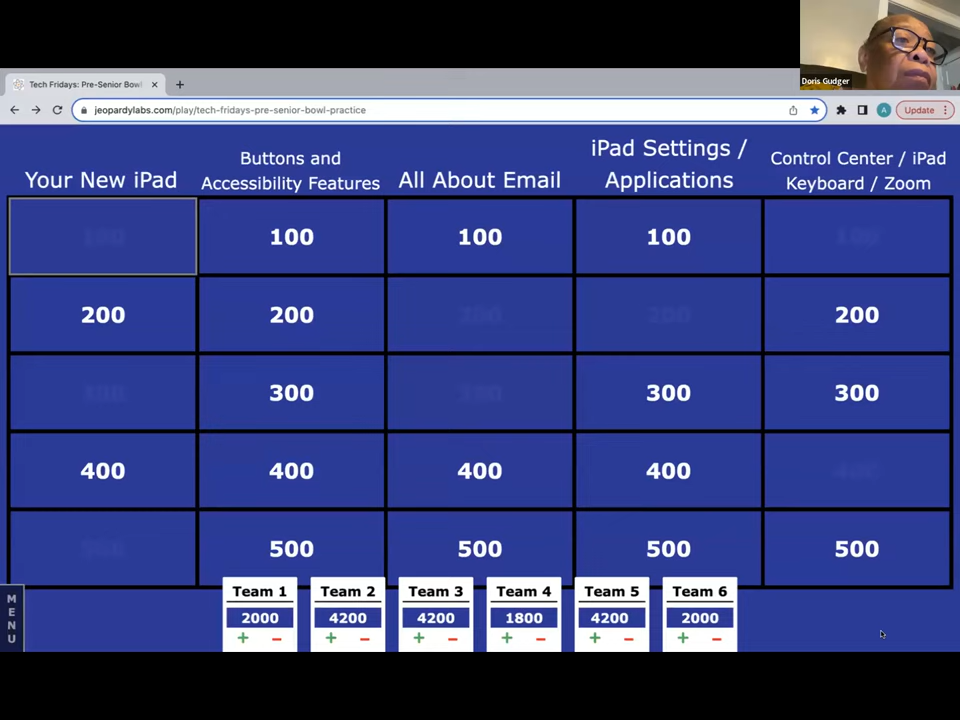 Doris Gudger
Tech Fridays: Pre-Senior Bowl
jeopardylabs.com/play/tech-fridays-pre-senior-bowl-practice
A
Update
Your New iPad
Buttons and
Accessibility Features
All About Email
iPad Settings /
Applications
Control Center / iPad
Keyboard / Zoom
100 100 100
200 200 200
300 300 300
400 400 400 400
500 500 500 500
MENU
Team 1 Team 2 Team 3 Team 4 Team 5 Team 6
2000 4200 4200 1800 4200 2000
+ − + − + − + − + − + −